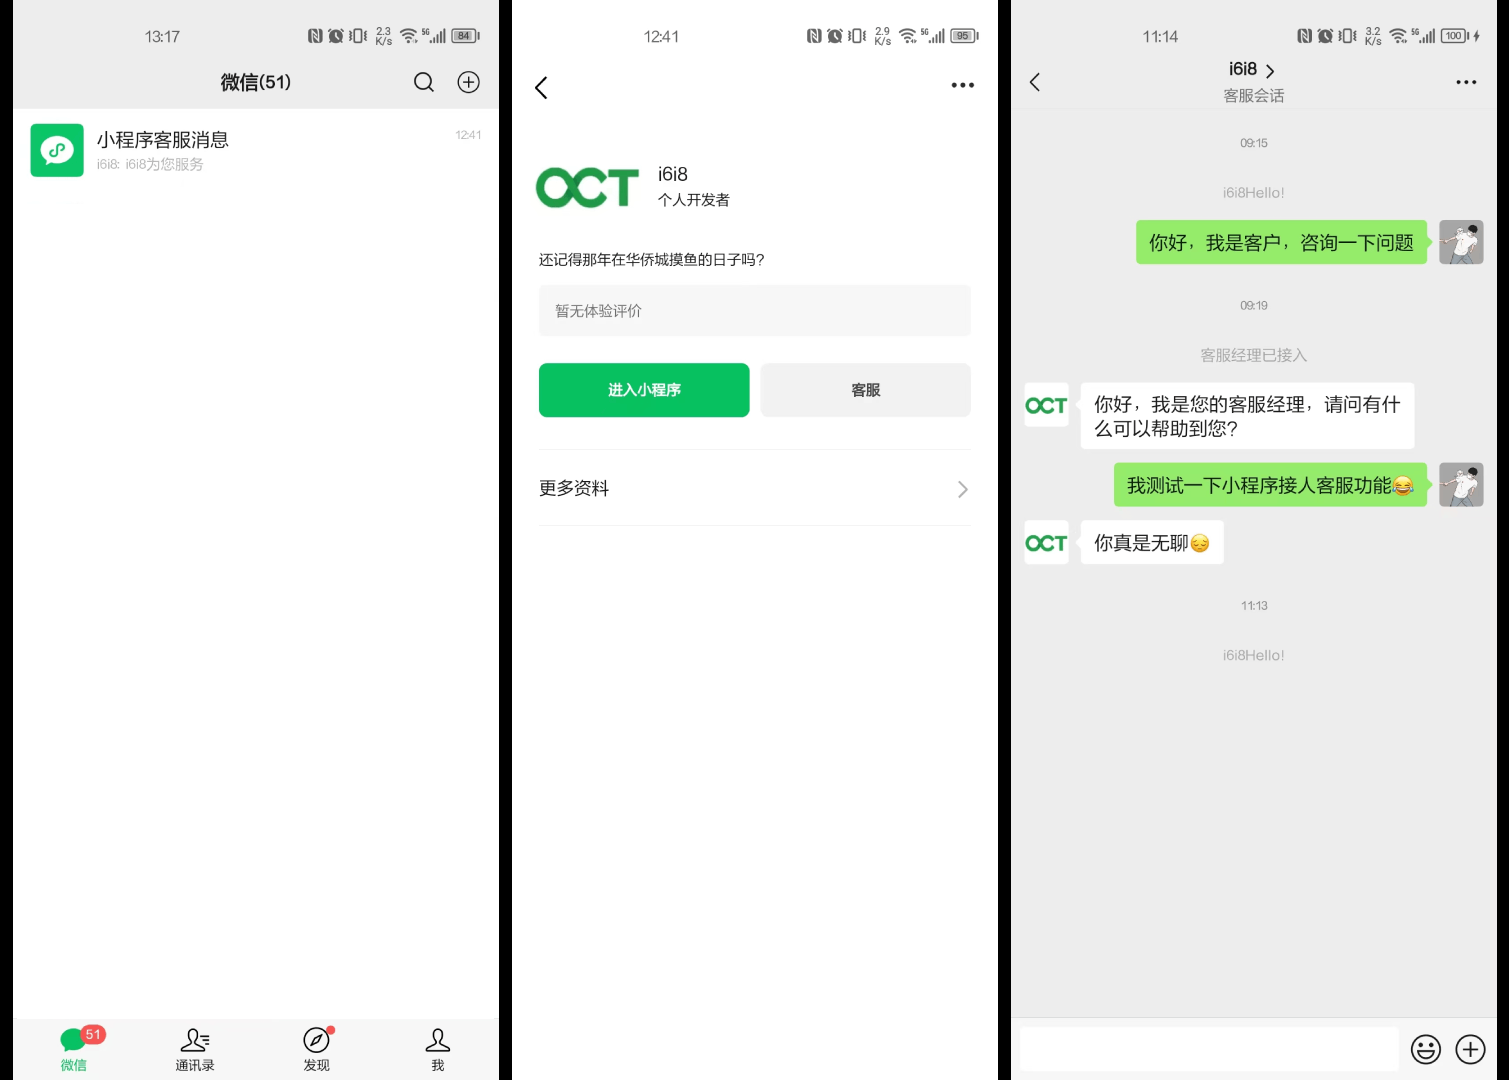 13:17
2.3
K/s
5G
84
微信(51)
小程序客服消息
12:41
i6i8: i6i8为您服务
51
微信
通讯录
发现
我
12:41
2.9
K/s
5G
95
OCT
i6i8
个人开发者
还记得那年在华侨城摸鱼的日子吗?
暂无体验评价
进入小程序
客服
更多资料
11:14
3.2
K/s
5G
100
i6i8
客服会话
09:15
i6i8Hello!
你好，我是客户，咨询一下问题
09:19
客服经理已接入
OCT
你好，我是您的客服经理，请问有什
么可以帮助到您?
我测试一下小程序接人客服功能😂
OCT
你真是无聊😔
11:13
i6i8Hello!